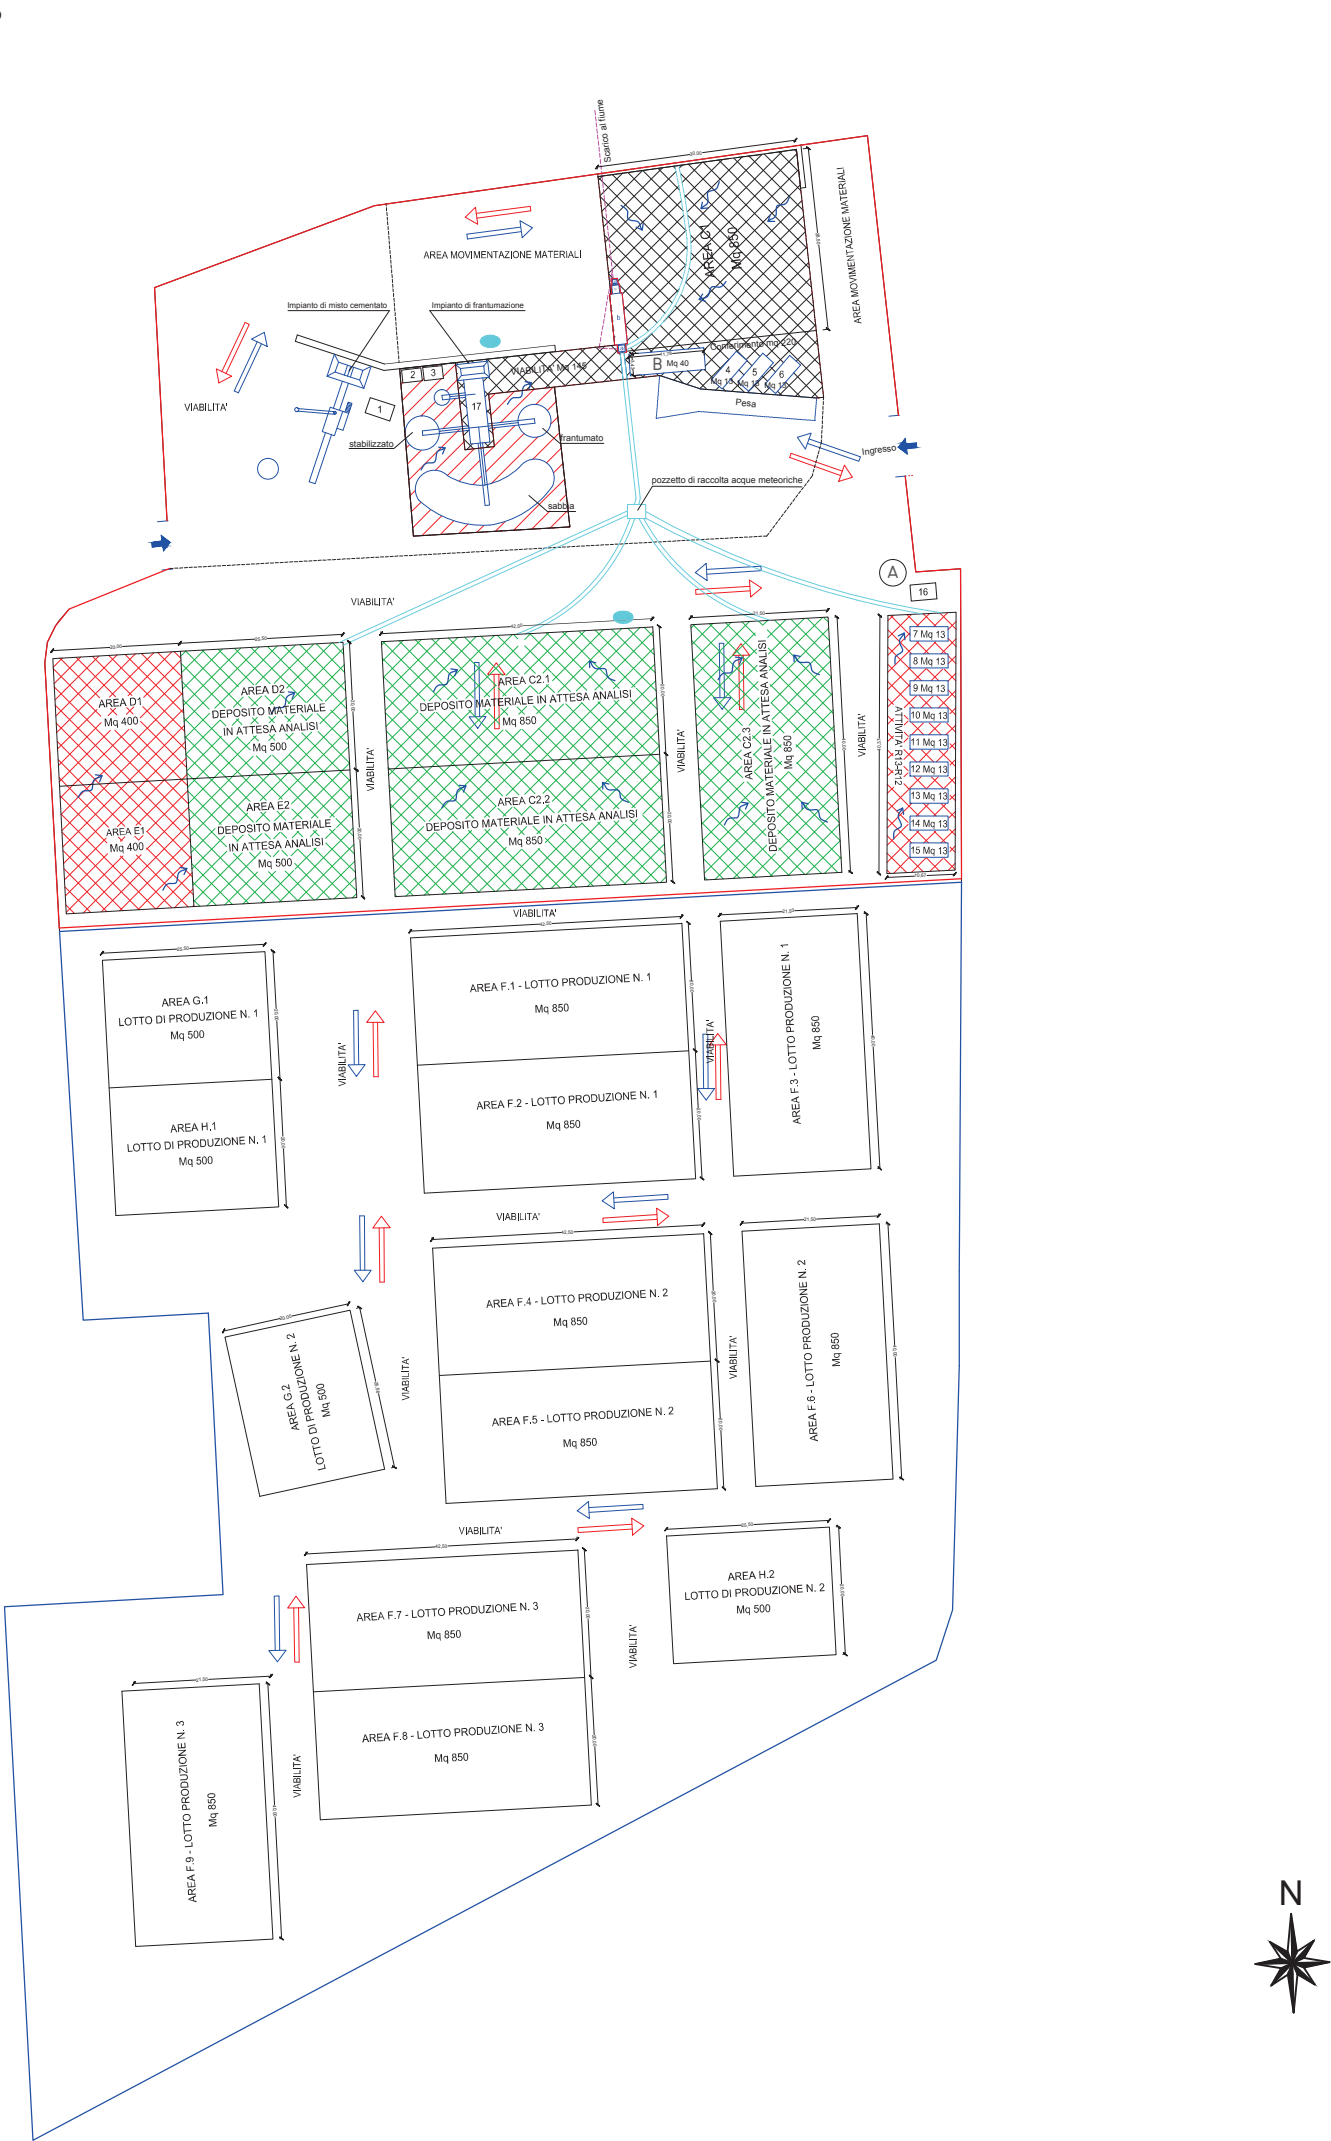 Scarico al fiume
AREA C1
Mq 850
AREA MOVIMENTAZIONE MATERIALI
AREA MOVIMENTAZIONE MATERIALI
Impianto di misto cementato
Impianto di frantumazione
b
Conferimento mq 220
VIABILITA' Mq 145
B Mq 40
4
Mq 13
5
Mq 13
6
Mq 13
2
3
1
17
VIABILITA'
Pesa
stabilizzato
frantumato
Ingresso
sabbia
pozzetto di raccolta acque meteoriche
A
16
VIABILITA'
AREA D1
Mq 400
AREA D2
DEPOSITO MATERIALE
IN ATTESA ANALISI
Mq 500
AREA E1
Mq 400
AREA E2
DEPOSITO MATERIALE
IN ATTESA ANALISI
Mq 500
VIABILITA'
AREA C2.1
DEPOSITO MATERIALE IN ATTESA ANALISI
Mq 850
AREA C2.2
DEPOSITO MATERIALE IN ATTESA ANALISI
Mq 850
VIABILITA'
AREA C2.3
DEPOSITO MATERIALE IN ATTESA ANALISI
Mq 850
VIABILITA'
ATTIVITA' R13-R12
7 Mq 13
8 Mq 13
9 Mq 13
10 Mq 13
11 Mq 13
12 Mq 13
13 Mq 13
14 Mq 13
15 Mq 13
VIABILITA'
AREA G.1
LOTTO DI PRODUZIONE N. 1
Mq 500
AREA H.1
LOTTO DI PRODUZIONE N. 1
Mq 500
VIABILITA'
AREA F.1 - LOTTO PRODUZIONE N. 1
Mq 850
AREA F.2 - LOTTO PRODUZIONE N. 1
Mq 850
VIABILITA'
AREA F.3 - LOTTO PRODUZIONE N. 1
Mq 850
VIABILITA'
AREA G.2
LOTTO DI PRODUZIONE N. 2
Mq 500
VIABILITA'
AREA F.4 - LOTTO PRODUZIONE N. 2
Mq 850
AREA F.5 - LOTTO PRODUZIONE N. 2
Mq 850
VIABILITA'
AREA F.6 - LOTTO PRODUZIONE N. 2
Mq 850
VIABILITA'
AREA F.7 - LOTTO PRODUZIONE N. 3
Mq 850
AREA F.8 - LOTTO PRODUZIONE N. 3
Mq 850
VIABILITA'
AREA H.2
LOTTO DI PRODUZIONE N. 2
Mq 500
AREA F.9 - LOTTO PRODUZIONE N. 3
Mq 850
VIABILITA'
N